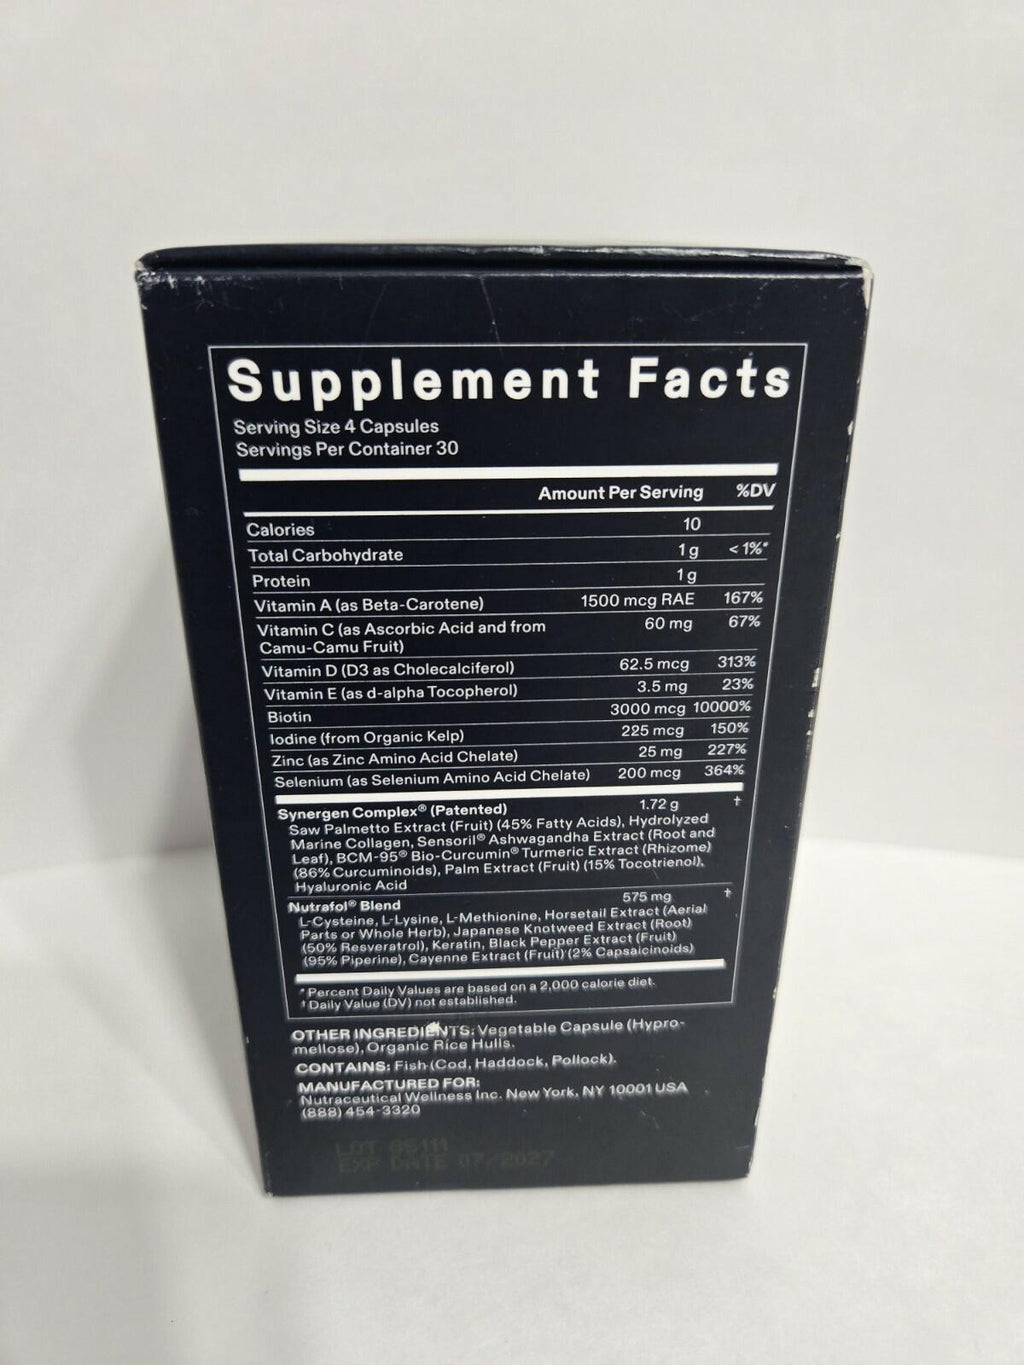 Supplement Facts
Serving Size 4 Capsules
Servings Per Container 30
Amount Per Serving %DV
Calories 10
Total Carbohydrate 1 g < 1%*
Protein 1 g
Vitamin A (as Beta-Carotene) 1500 mcg RAE 167%
Vitamin C (as Ascorbic Acid and from 60 mg 67%
Camu-Camu Fruit)
Vitamin D (D3 as Cholecalciferol) 62.5 mcg 313%
Vitamin E (as d-alpha Tocopherol) 3.5 mg 23%
Biotin 3000 mcg 10000%
Iodine (from Organic Kelp) 225 mcg 150%
Zinc (as Zinc Amino Acid Chelate) 25 mg 227%
Selenium (as Selenium Amino Acid Chelate) 200 mcg 364%
Synergen Complex® (Patented) 1.72 g †
Saw Palmetto Extract (Fruit) (45% Fatty Acids), Hydrolyzed
Marine Collagen, Sensoril® Ashwagandha Extract (Root and
Leaf), BCM-95® Bio-Curcumin® Turmeric Extract (Rhizome)
(86% Curcuminoids), Palm Extract (Fruit) (15% Tocotrienol),
Hyaluronic Acid
Nutrafol® Blend 575 mg †
L-Cysteine, L-Lysine, L-Methionine, Horsetail Extract (Aerial
Parts or Whole Herb), Japanese Knotweed Extract (Root)
(50% Resveratrol), Keratin, Black Pepper Extract (Fruit)
(95% Piperine), Cayenne Extract (Fruit) (2% Capsaicinoids)
*Percent Daily Values are based on a 2,000 calorie diet.
†Daily Value (DV) not established.
OTHER INGREDIENTS: Vegetable Capsule (Hypro-
mellose), Organic Rice Hulls.
CONTAINS: Fish (Cod, Haddock, Pollock).
MANUFACTURED FOR:
Nutraceutical Wellness Inc. New York, NY 10001 USA
(888) 454-3320
LOT
EXP DATE 07/2027